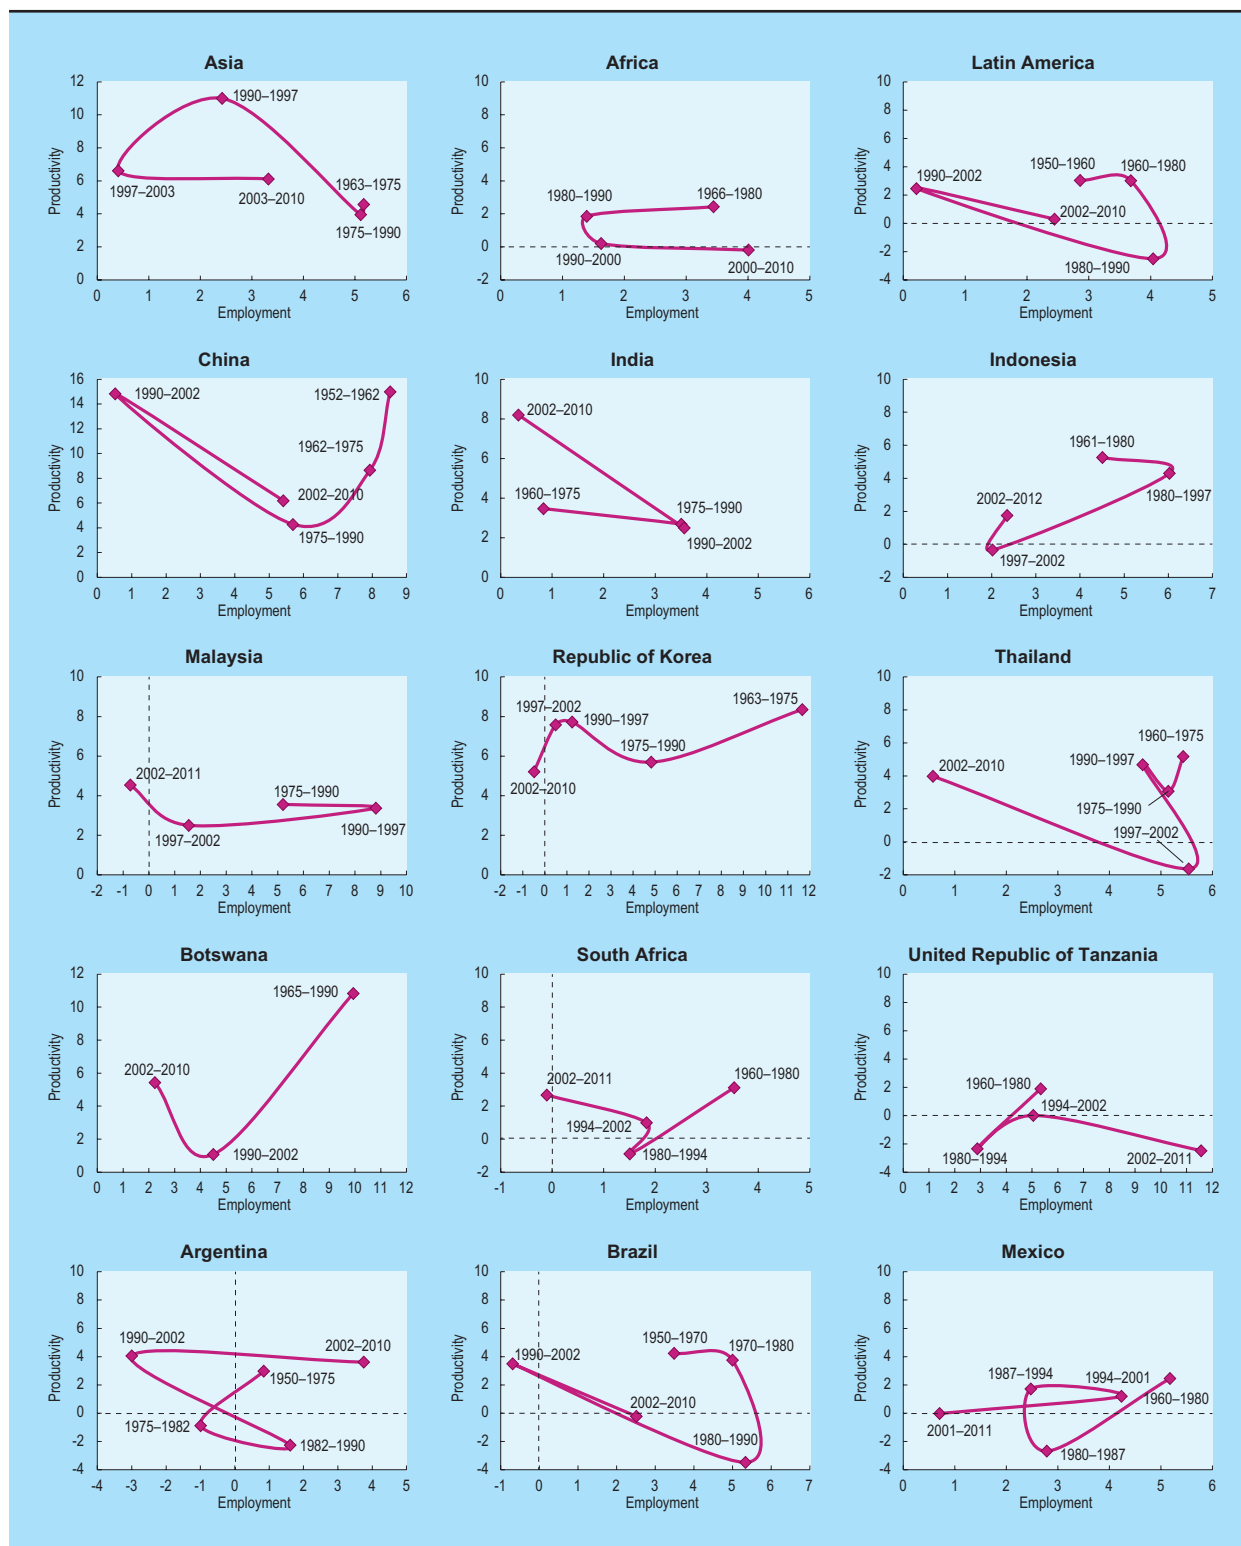 Asia
Productivity
12
10
8
6
4
2
0
1990–1997
1963–1975
1997–2003
2003–2010
1975–1990
0 1 2 3 4 5 6
Employment
Africa
Productivity
10
8
6
4
2
0
-2
1980–1990
1966–1980
1990–2000
2000–2010
0 1 2 3 4 5
Employment
Latin America
Productivity
10
8
6
4
2
0
-2
-4
1950–1960
1960–1980
1990–2002
2002–2010
1980–1990
0 1 2 3 4 5
Employment
China
Productivity
16
14
12
10
8
6
4
2
0
1990–2002
1952–1962
1962–1975
2002–2010
1975–1990
0 1 2 3 4 5 6 7 8 9
Employment
India
Productivity
10
8
6
4
2
0
2002–2010
1960–1975
1975–1990
1990–2002
0 1 2 3 4 5 6
Employment
Indonesia
Productivity
10
8
6
4
2
0
-2
1961–1980
1980–1997
2002–2012
1997–2002
0 1 2 3 4 5 6 7
Employment
Malaysia
Productivity
10
8
6
4
2
0
2002–2011
1975–1990
1997–2002
1990–1997
-2 -1 0 1 2 3 4 5 6 7 8 9 10
Employment
Republic of Korea
Productivity
10
8
6
4
2
0
1963–1975
1997–2002
1990–1997
1975–1990
2002–2010
-2 -1 0 1 2 3 4 5 6 7 8 9 10 11 12
Employment
Thailand
Productivity
10
8
6
4
2
0
-2
1960–1975
1990–1997
2002–2010
1975–1990
1997–2002
0 1 2 3 4 5 6
Employment
Botswana
Productivity
12
10
8
6
4
2
0
1965–1990
2002–2010
1990–2002
0 1 2 3 4 5 6 7 8 9 10 11 12
Employment
South Africa
Productivity
10
8
6
4
2
0
-2
2002–2011
1960–1980
1994–2002
1980–1994
-1 0 1 2 3 4 5
Employment
United Republic of Tanzania
Productivity
10
8
6
4
2
0
-2
-4
1960–1980
1994–2002
1980–1994
2002–2011
0 1 2 3 4 5 6 7 8 9 10 11 12
Employment
Argentina
Productivity
10
8
6
4
2
0
-2
-4
1990–2002
2002–2010
1950–1975
1975–1982
1982–1990
-4 -3 -2 -1 0 1 2 3 4 5
Employment
Brazil
Productivity
10
8
6
4
2
0
-2
-4
1950–1970
1970–1980
1990–2002
2002–2010
1980–1990
-1 0 1 2 3 4 5 6 7
Employment
Mexico
Productivity
10
8
6
4
2
0
-2
-4
1987–1994
1994–2001
1960–1980
2001–2011
1980–1987
0 1 2 3 4 5 6
Employment